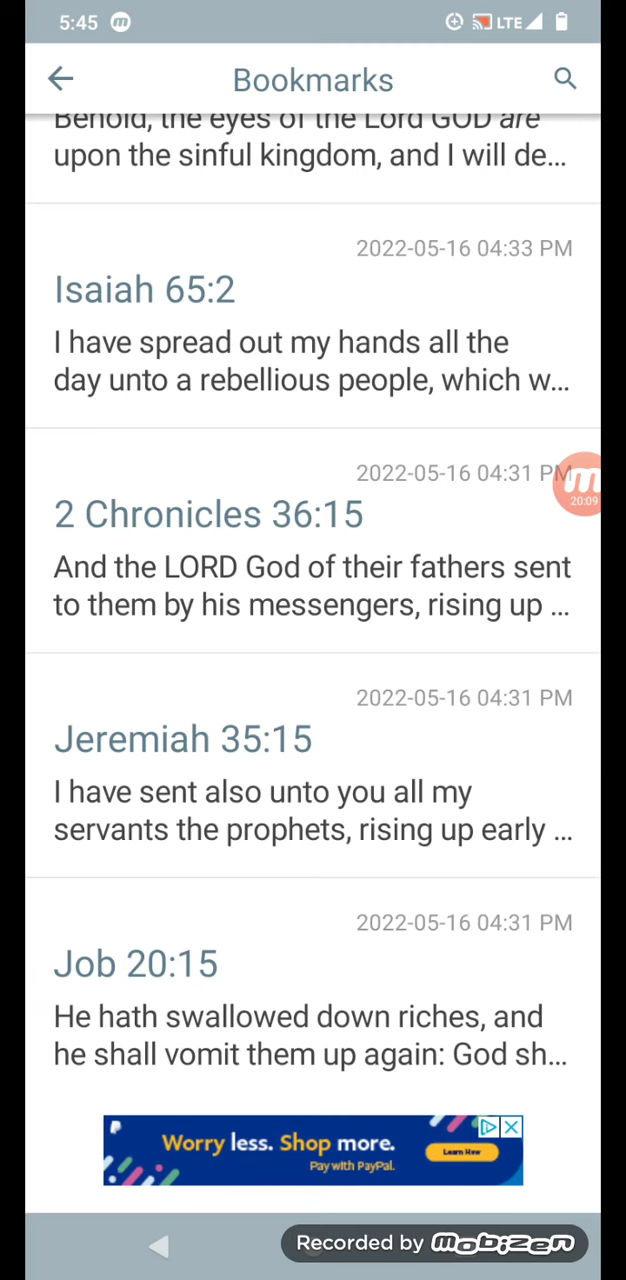 5:45 m LTE
Bookmarks
Behold, the eyes of the Lord GOD are
upon the sinful kingdom, and I will de...
2022-05-16 04:33 PM
Isaiah 65:2
I have spread out my hands all the
day unto a rebellious people, which w...
2022-05-16 04:31 PM
m
20:09
2 Chronicles 36:15
And the LORD God of their fathers sent
to them by his messengers, rising up ...
2022-05-16 04:31 PM
Jeremiah 35:15
I have sent also unto you all my
servants the prophets, rising up early ...
2022-05-16 04:31 PM
Job 20:15
He hath swallowed down riches, and
he shall vomit them up again: God sh...
Worry less. Shop more.
Pay with PayPal.
Learn More
Recorded by mobizen